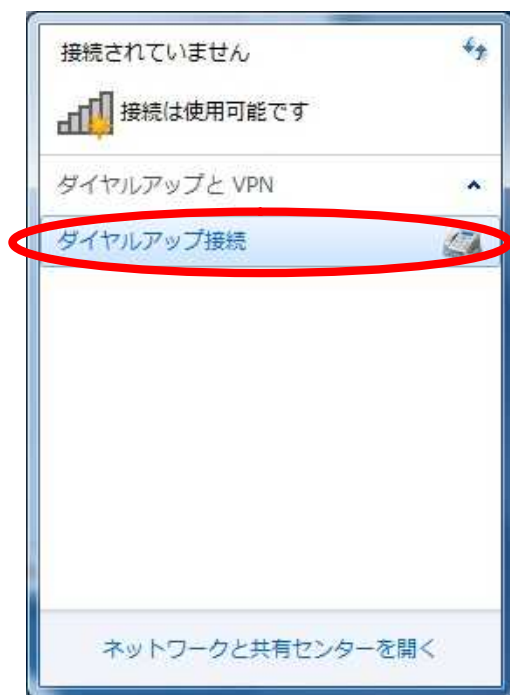 接続されていません
接続は使用可能です
ダイヤルアップと VPN
ダイヤルアップ接続
ネットワークと共有センターを開く